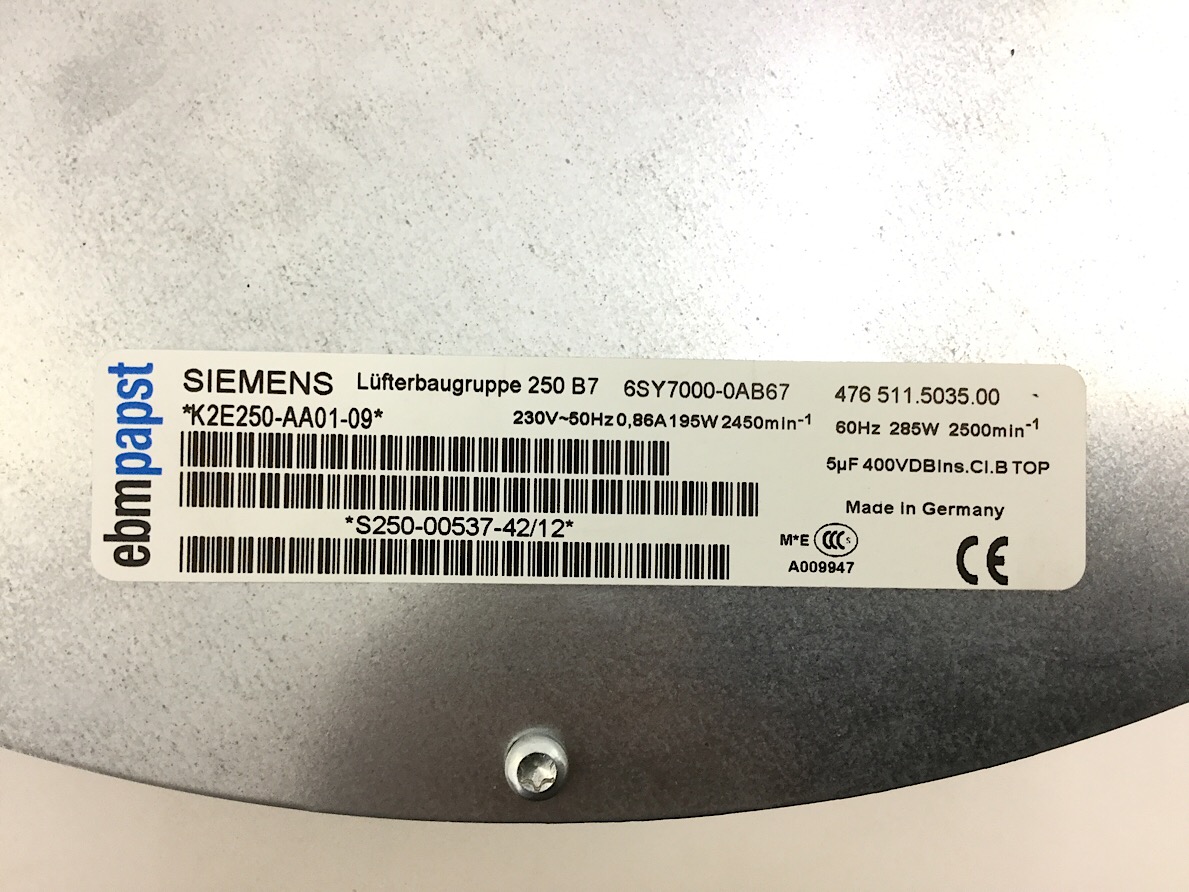 ebmpapst
SIEMENS Lüfterbaugruppe 250 B7 6SY7000-0AB67 476 511.5035.00
*K2E250-AA01-09* 230V~50Hz 0,86A 195W 2450min-1 60Hz 285W 2500min-1
5µF 400VDB Ins.Cl.B TOP
Made in Germany
*S250-00537-42/12*
M*E CCC S
A009947
CE